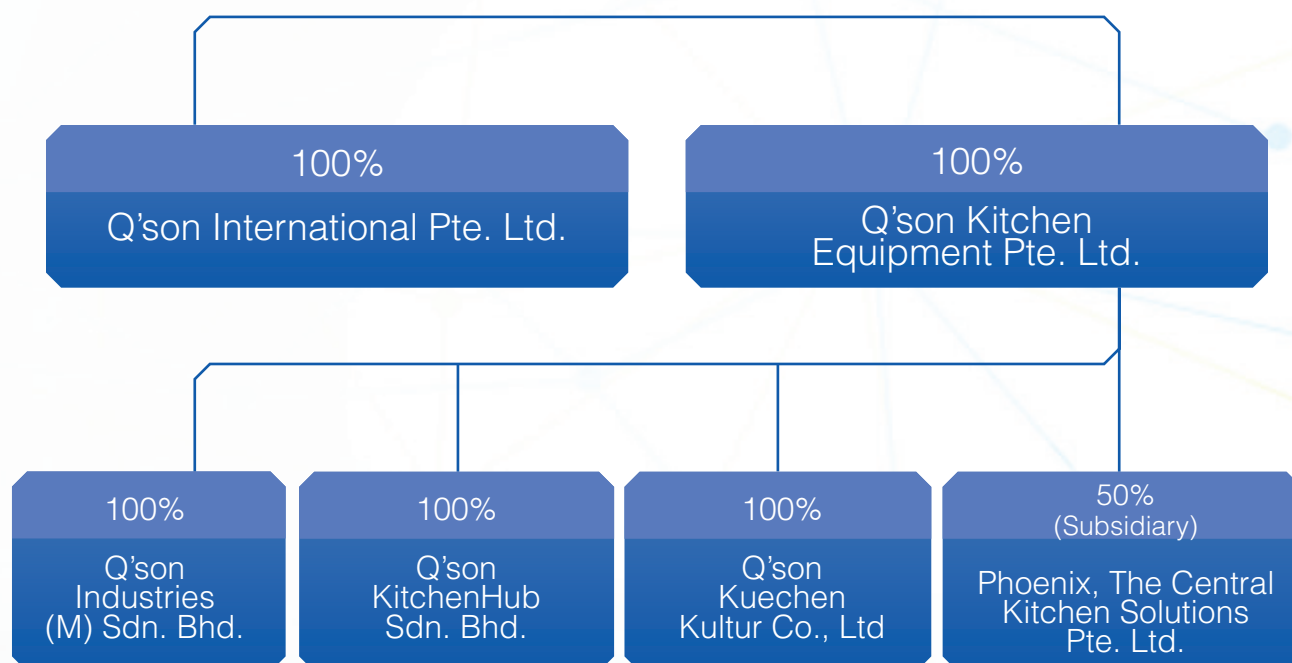 100%
Q’son International Pte. Ltd.
100%
Q’son Kitchen
Equipment Pte. Ltd.
100%
Q’son
Industries
(M) Sdn. Bhd.
100%
Q’son
KitchenHub
Sdn. Bhd.
100%
Q’son
Kuechen
Kultur Co., Ltd
50%
(Subsidiary)
Phoenix, The Central
Kitchen Solutions
Pte. Ltd.